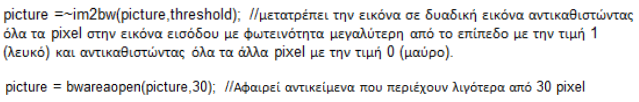 picture =~im2bw(picture,threshold); //μετατρέπει την εικόνα σε δυαδική εικόνα αντικαθιστώντας
όλα τα pixel στην εικόνα εισόδου με φωτεινότητα μεγαλύτερη από το επίπεδο με την τιμή 1
(λευκό) και αντικαθιστώντας όλα τα άλλα pixel με την τιμή 0 (μαύρο).
picture = bwareaopen(picture,30); //Αφαιρεί αντικείμενα που περιέχουν λιγότερα από 30 pixel